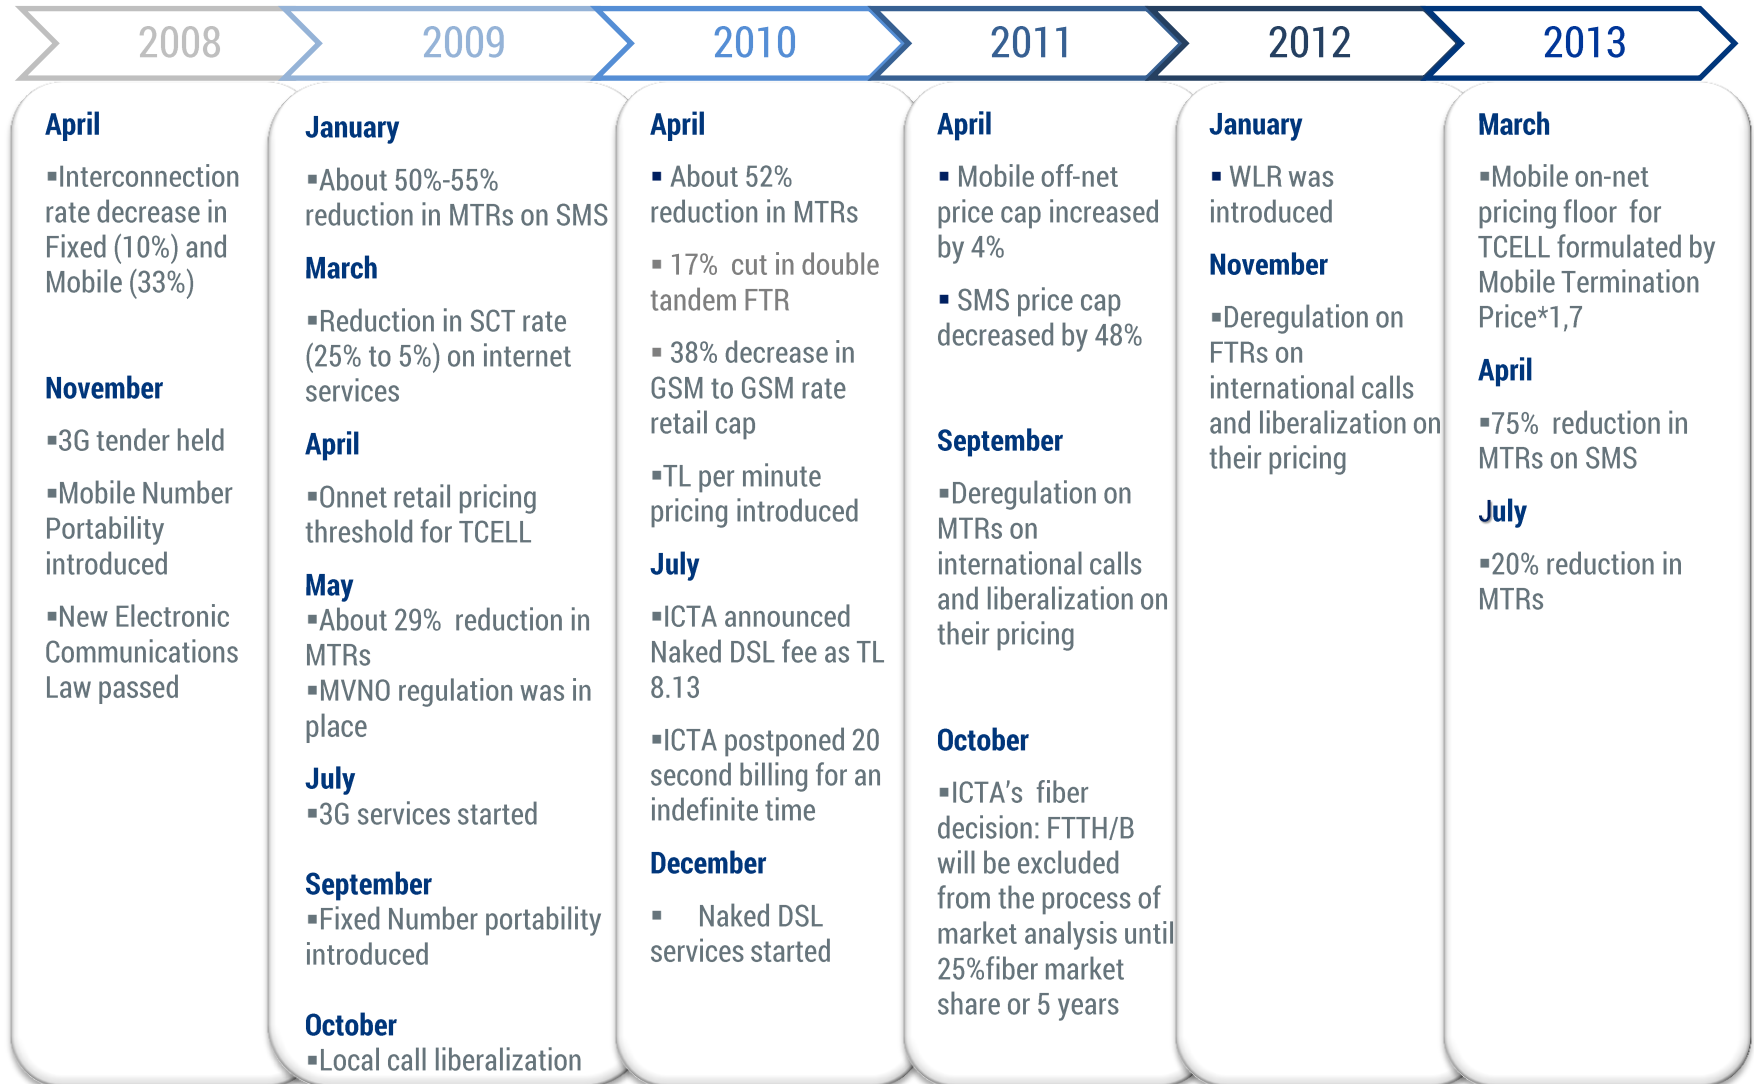 2008
2009
2010
2011
2012
2013
April
▪Interconnection
rate decrease in
Fixed (10%) and
Mobile (33%)
November
▪3G tender held
▪Mobile Number
Portability
introduced
▪New Electronic
Communications
Law passed
January
▪About 50%-55%
reduction in MTRs on SMS
March
▪Reduction in SCT rate
(25% to 5%) on internet
services
April
▪Onnet retail pricing
threshold for TCELL
May
▪About 29% reduction in
MTRs
▪MVNO regulation was in
place
July
▪3G services started
September
▪Fixed Number portability
introduced
October
▪Local call liberalization
April
▪ About 52%
reduction in MTRs
▪ 17% cut in double
tandem FTR
▪ 38% decrease in
GSM to GSM rate
retail cap
▪TL per minute
pricing introduced
July
▪ICTA announced
Naked DSL fee as TL
8.13
▪ICTA postponed 20
second billing for an
indefinite time
December
▪ Naked DSL
services started
April
▪ Mobile off-net
price cap increased
by 4%
▪ SMS price cap
decreased by 48%
September
▪Deregulation on
MTRs on
international calls
and liberalization on
their pricing
October
▪ICTA’s fiber
decision: FTTH/B
will be excluded
from the process of
market analysis until
25%fiber market
share or 5 years
January
▪ WLR was
introduced
November
▪Deregulation on
FTRs on
international calls
and liberalization on
their pricing
March
▪Mobile on-net
pricing floor for
TCELL formulated by
Mobile Termination
Price*1,7
April
▪75% reduction in
MTRs on SMS
July
▪20% reduction in
MTRs